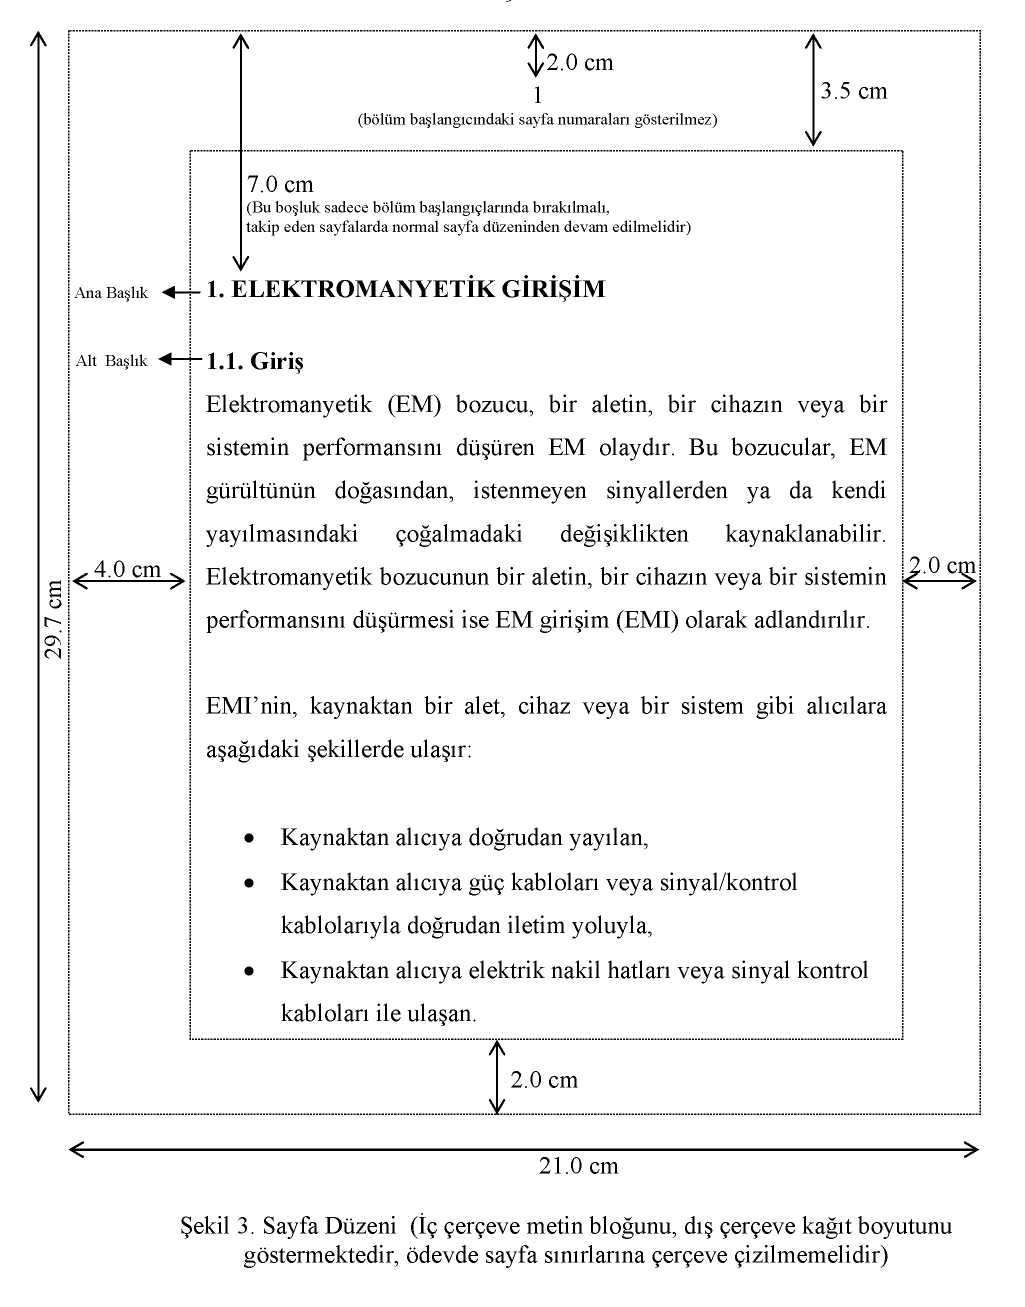 2.0 cm
3.5 cm
1
(bölüm başlangıcındaki sayfa numaraları gösterilmez)
7.0 cm
(Bu boşluk sadece bölüm başlangıçlarında bırakılmalı,
takip eden sayfalarda normal sayfa düzeninden devam edilmelidir)
Ana Başlık
1. ELEKTROMANYETİK GİRİŞİM
Alt Başlık
1.1. Giriş
Elektromanyetik (EM) bozucu, bir aletin, bir cihazın veya bir
sistemin performansını düşüren EM olaydır. Bu bozucular, EM
gürültünün doğasından, istenmeyen sinyallerden ya da kendi
yayılmasındaki çoğalmadaki değişiklikten kaynaklanabilir.
4.0 cm
2.0 cm
Elektromanyetik bozucunun bir aletin, bir cihazın veya bir sistemin
performansını düşürmesi ise EM girişim (EMI) olarak adlandırılır.
29.7 cm
EMI’nin, kaynaktan bir alet, cihaz veya bir sistem gibi alıcılara
aşağıdaki şekillerde ulaşır:
• Kaynaktan alıcıya doğrudan yayılan,
• Kaynaktan alıcıya güç kabloları veya sinyal/kontrol
kablolarıyla doğrudan iletim yoluyla,
• Kaynaktan alıcıya elektrik nakil hatları veya sinyal kontrol
kabloları ile ulaşan.
2.0 cm
21.0 cm
Şekil 3. Sayfa Düzeni (İç çerçeve metin bloğunu, dış çerçeve kağıt boyutunu
göstermektedir, ödevde sayfa sınırlarına çerçeve çizilmemelidir)